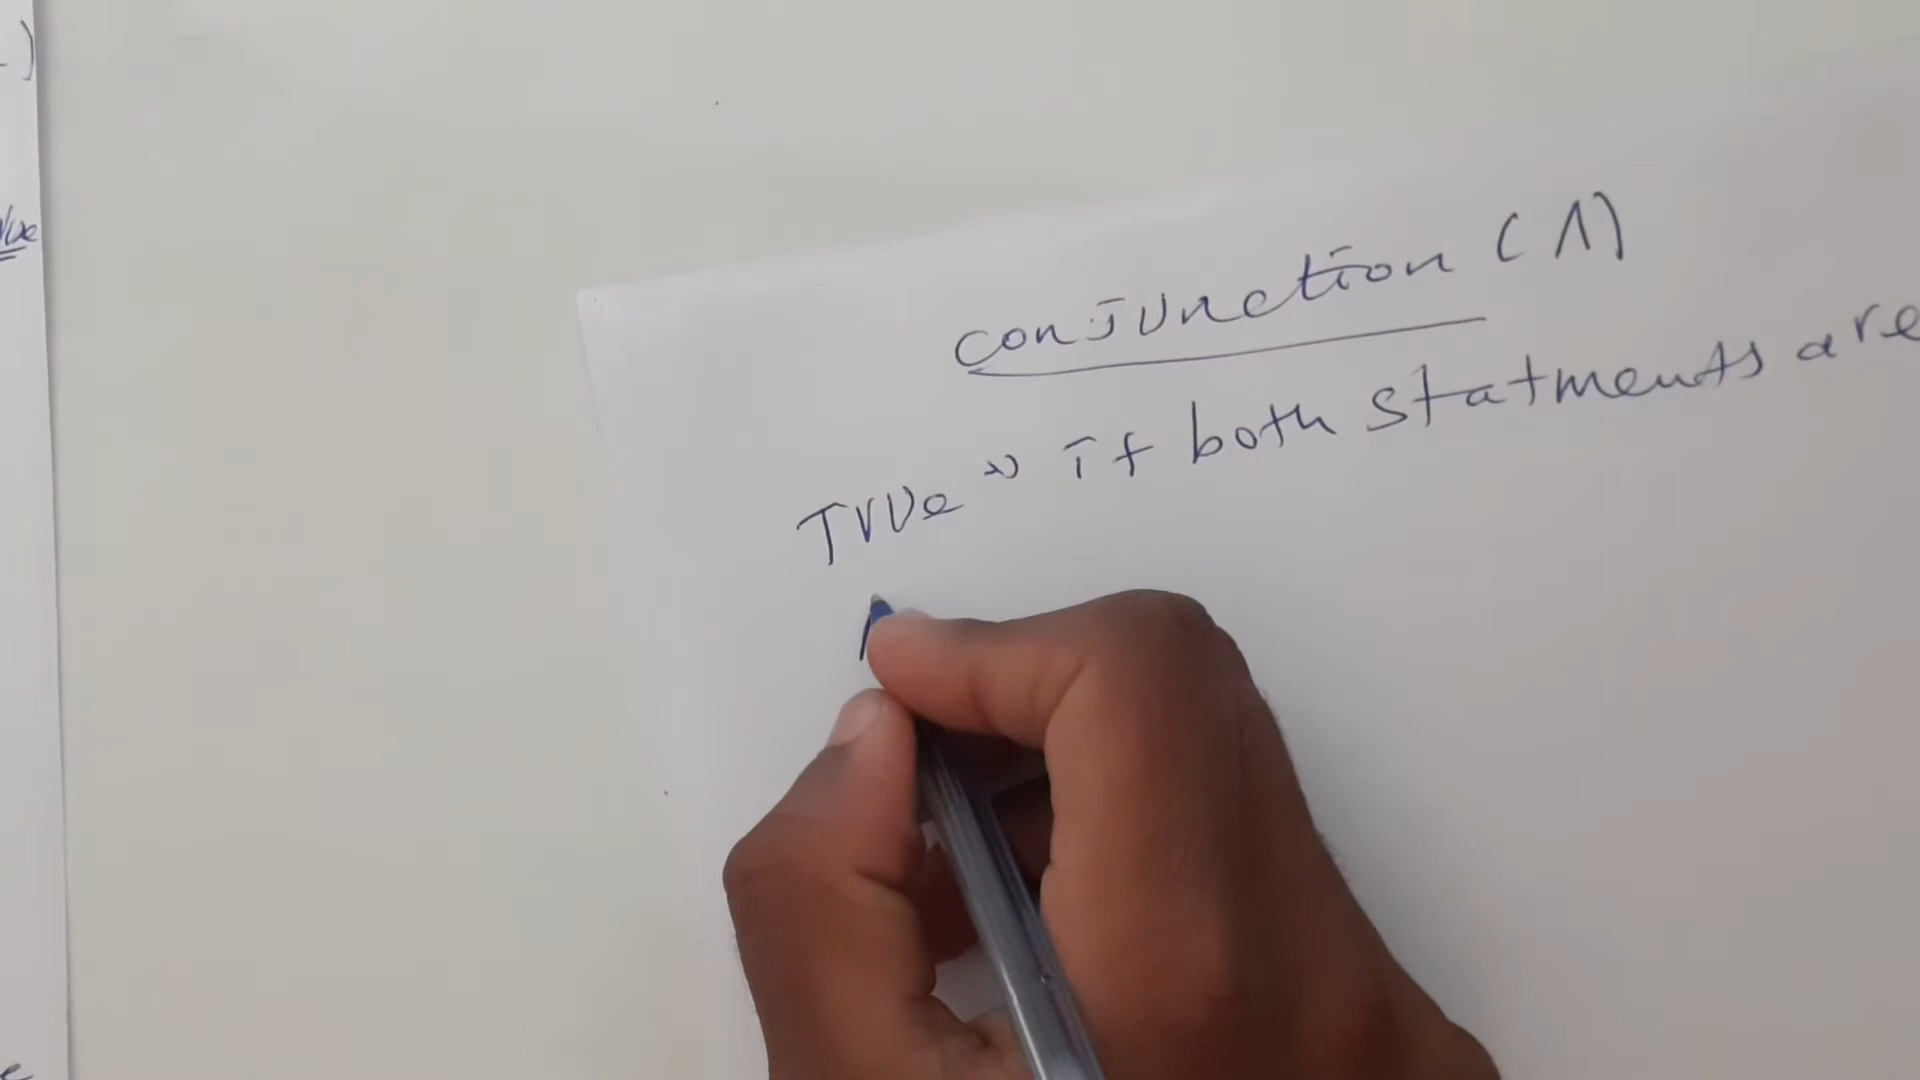 conjunction (Λ)
True » if both statments are